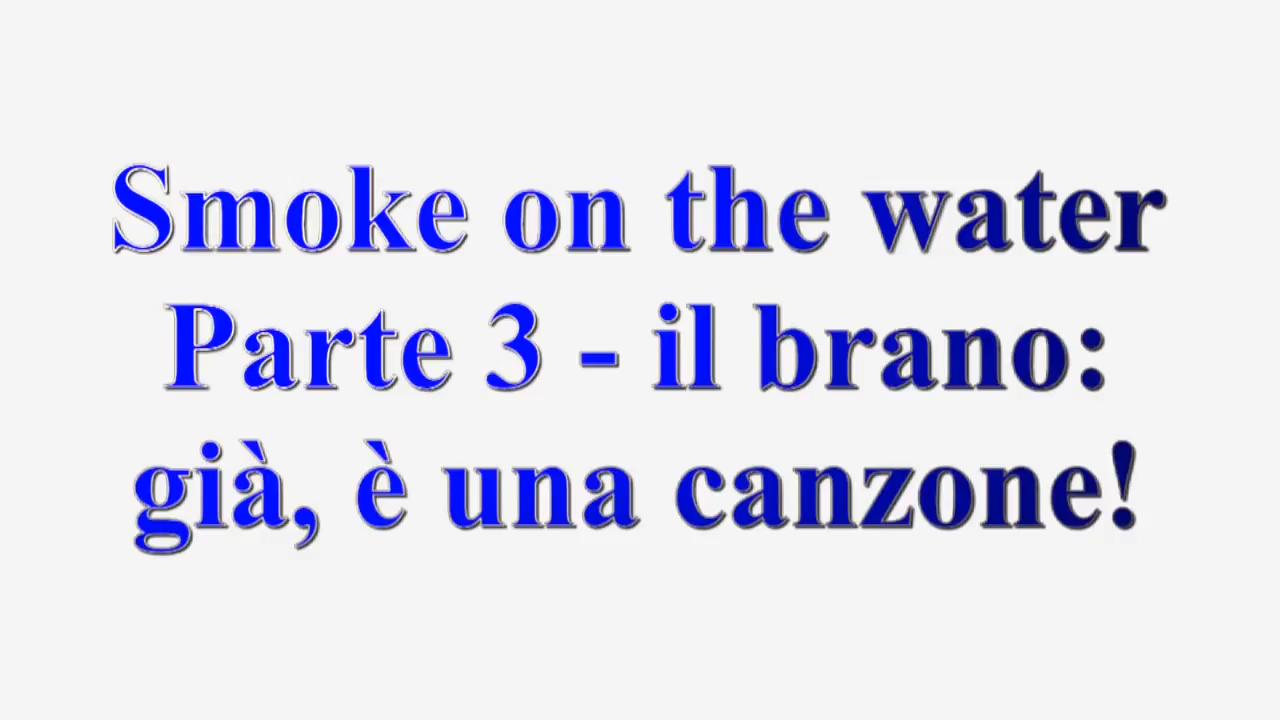 Smoke on the water
Parte 3 - il brano:
già, è una canzone!